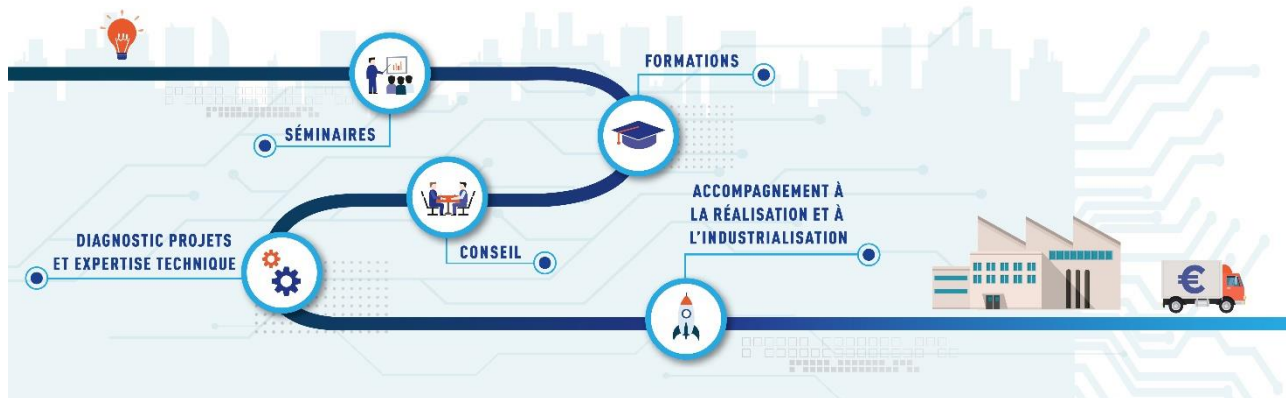 SÉMINAIRES
FORMATIONS
CONSEIL
DIAGNOSTIC PROJETS
ET EXPERTISE TECHNIQUE
ACCOMPAGNEMENT À
LA RÉALISATION ET À
L'INDUSTRIALISATION
€